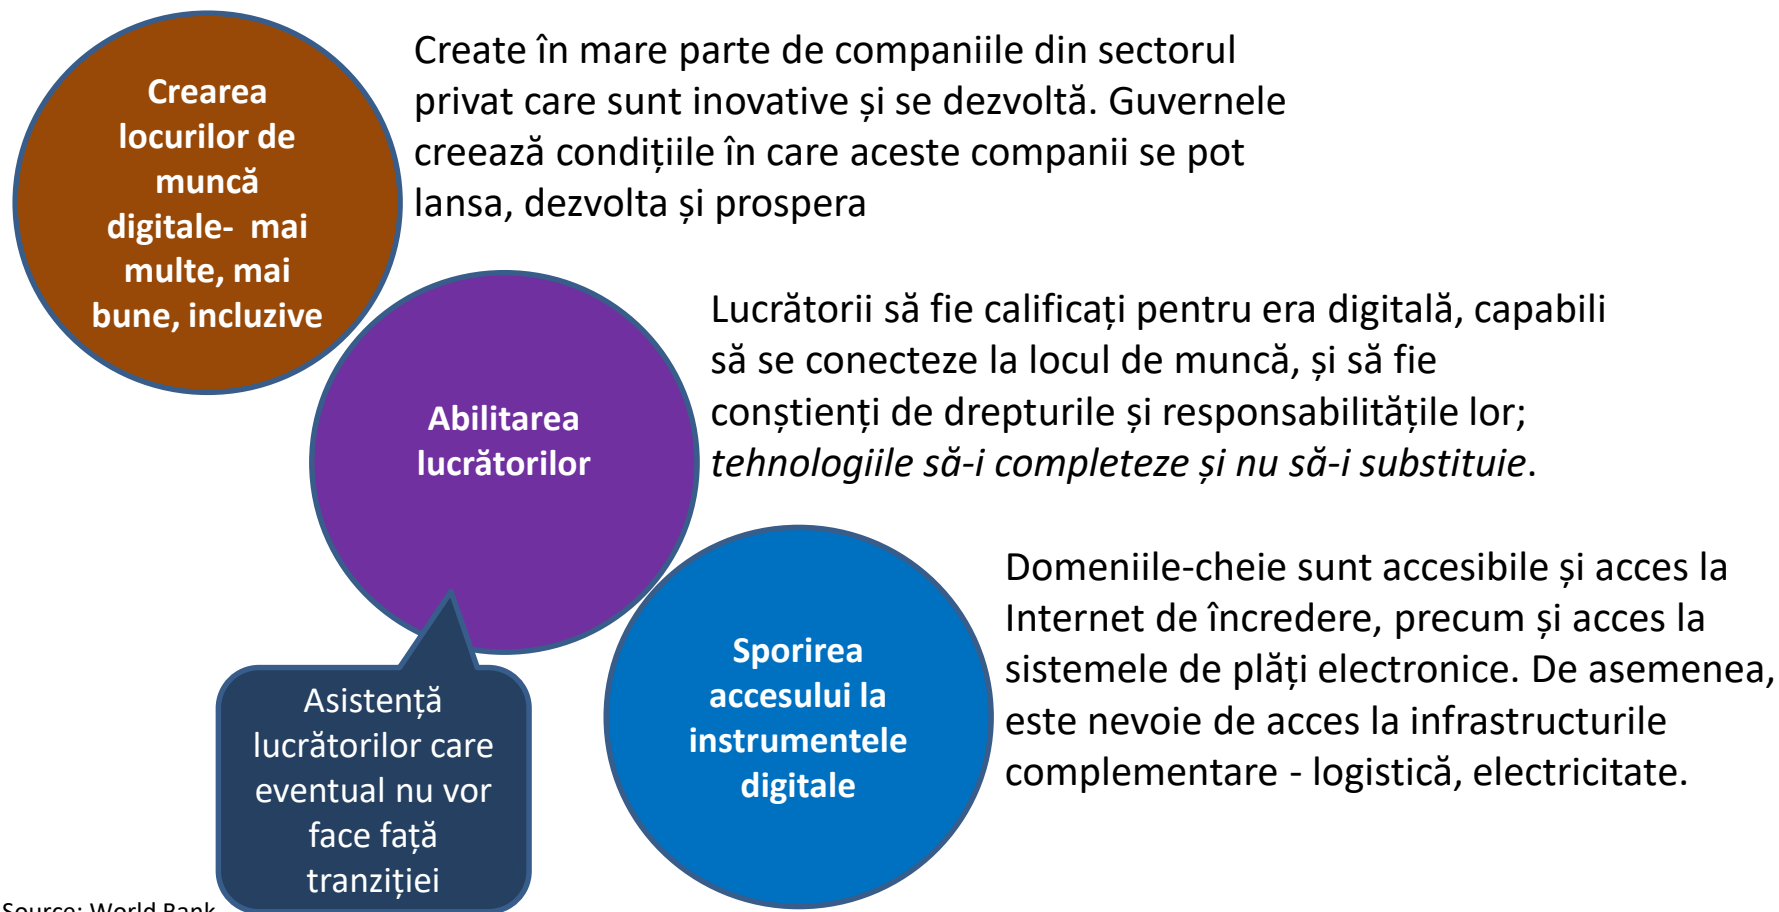 Crearea
locurilor de
muncă
digitale-  mai
multe, mai
bune, incluzive
Create în mare parte de companiile din sectorul
privat care sunt inovative și se dezvoltă. Guvernele
creează condițiile în care aceste companii se pot
lansa, dezvolta și prospera
Abilitarea
lucrătorilor
Lucrătorii să fie calificați pentru era digitală, capabili
să se conecteze la locul de muncă, și să fie
conștienți de drepturile și responsabilitățile lor;
tehnologiile să-i completeze și nu să-i substituie.
Asistență
lucrătorilor care
eventual nu vor
face față
tranziției
Sporirea
accesului la
instrumentele
digitale
Domeniile-cheie sunt accesibile și acces la
Internet de încredere, precum și acces la
sistemele de plăți electronice. De asemenea,
este nevoie de acces la infrastructurile
complementare - logistică, electricitate.
Source: World Bank